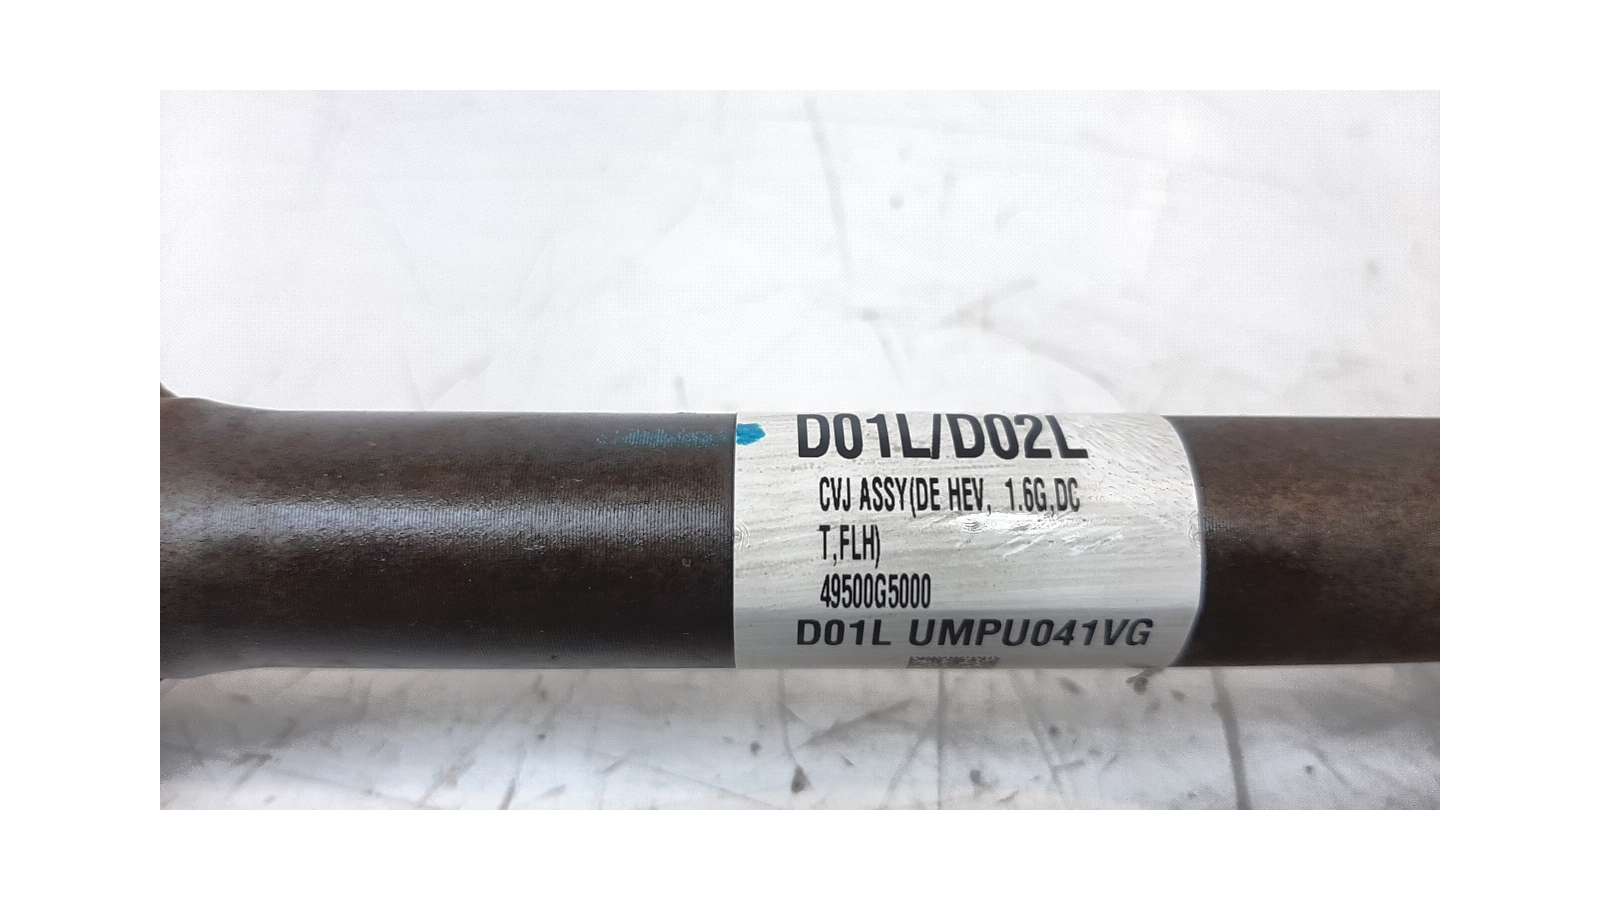 D01L/D02L
CVJ ASSY(DE HEV, 1.6G,DC
T,FLH)
49500G5000
D01L UMPU041VG